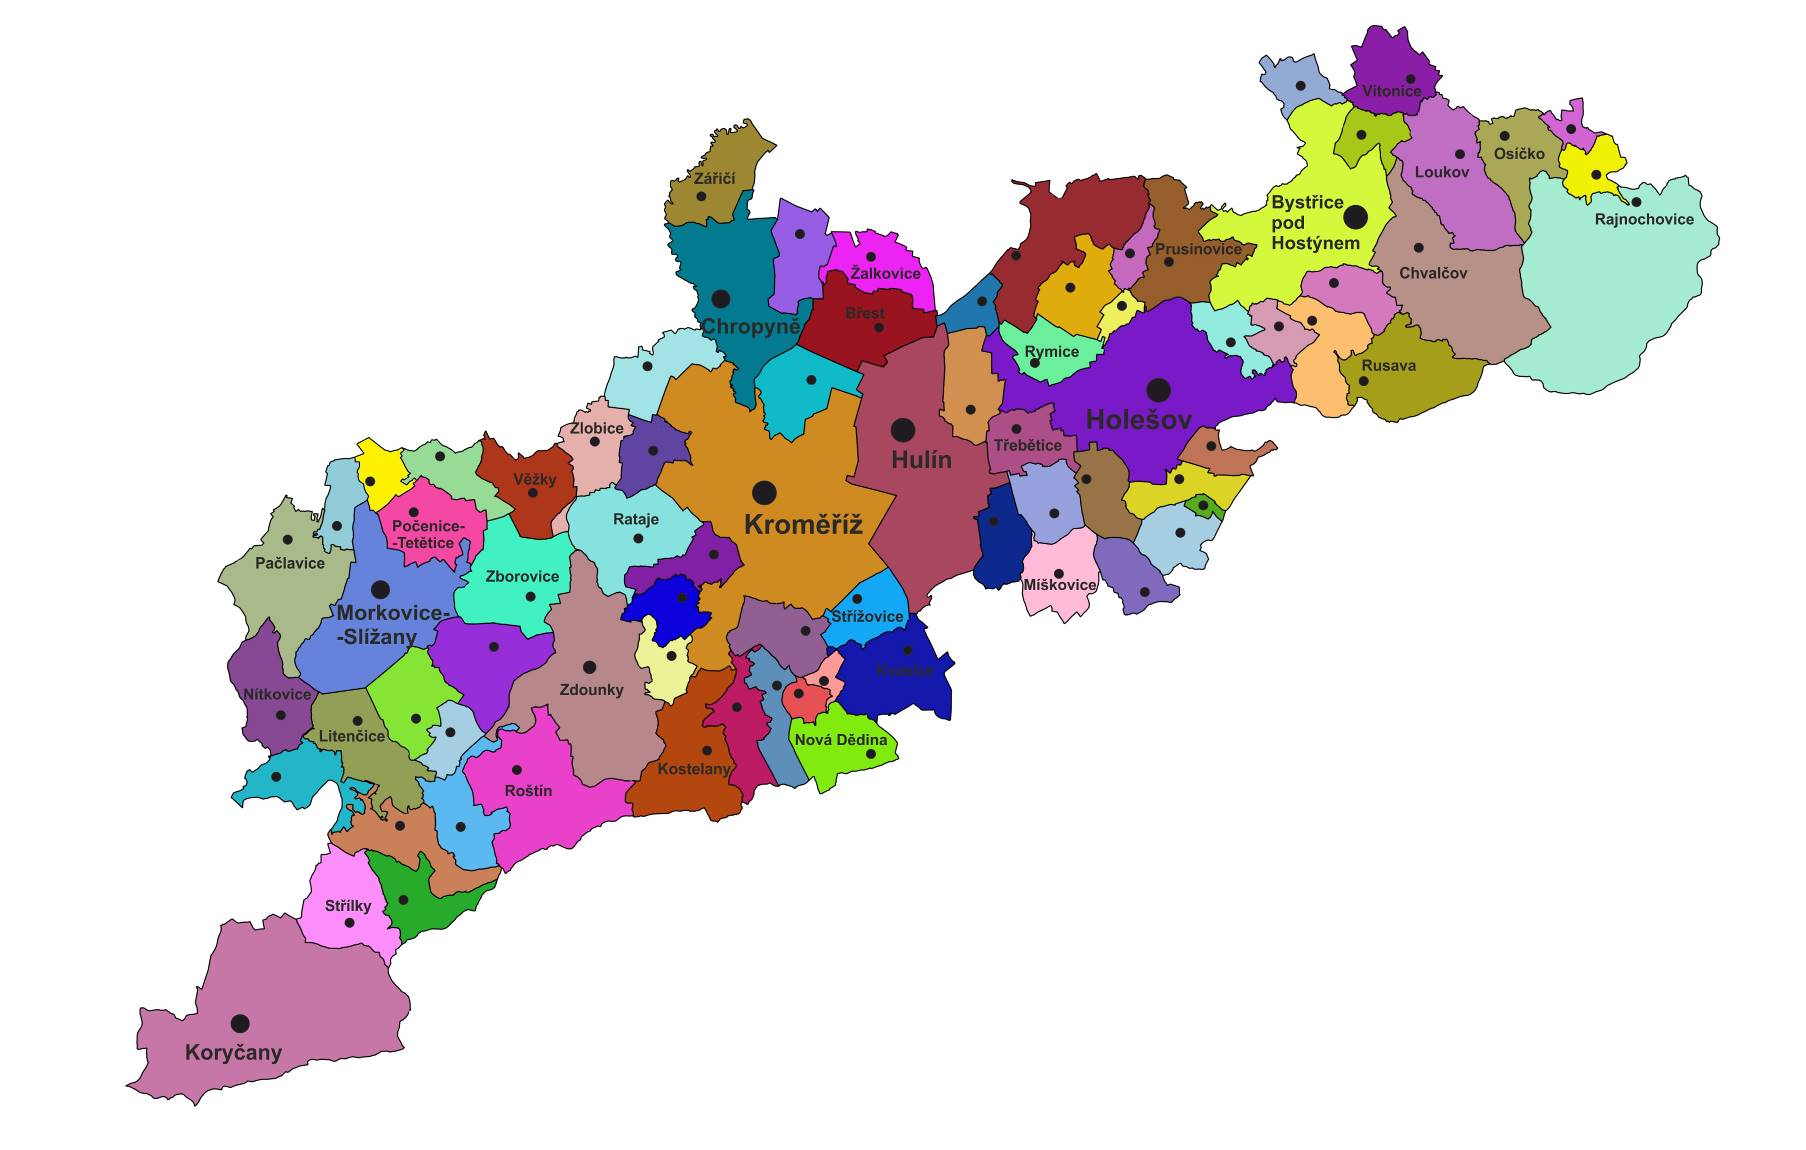 Vítonice
Osíčko
Loukov
Zářičí
Bystřice
pod
Hostýnem
Rajnochovice
Prusinovice
Žalkovice
Chvalčov
Břest
Chropyně
Rymice
Rusava
Holešov
Zlobice
Třebětice
Hulín
Věžky
Rataje
Kroměříž
Počenice-
-Tetětice
Pačlavice
Zborovice
Míškovice
Morkovice-
-Slížany
Střížovice
Kvasice
Zdounky
Nítkovice
Litenčice
Nová Dědina
Kostelany
Roštín
Střílky
Koryčany